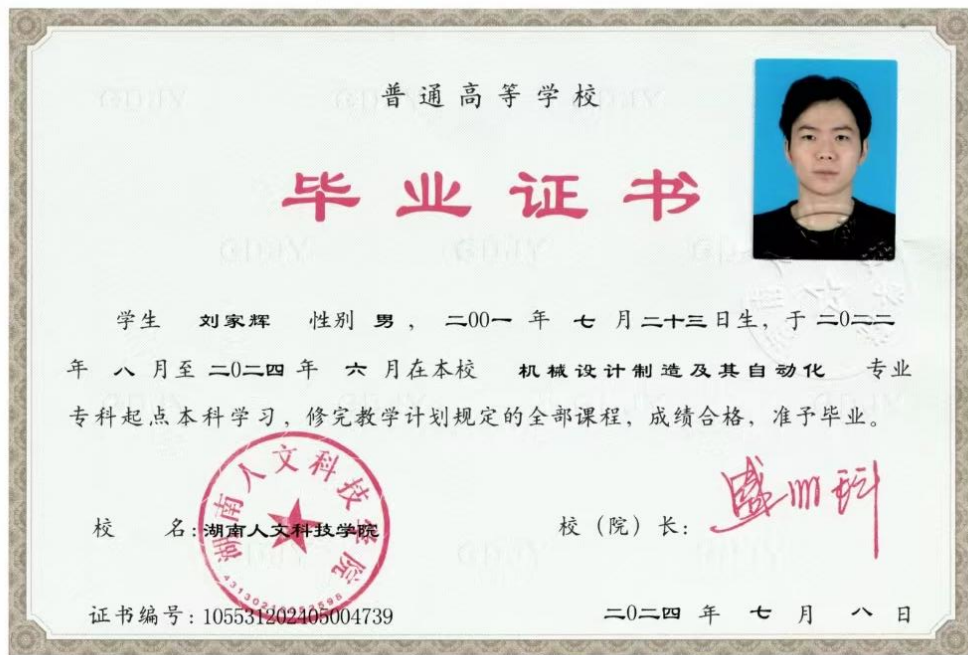 普通高等学校
毕业证书
学生 刘家辉 性别 男 , 二00一 年 七 月二十三日生, 于 二0二二
年 八 月至 二0二四 年 六 月在本校 机械设计制造及其自动化 专业
专科起点本科学习, 修完教学计划规定的全部课程, 成绩合格, 准予毕业。
湖南人文科技学院
校 名: 湖南人文科技学院
校 (院) 长:
证书编号: 105531202405004739
二0二四 年 七 月 八 日